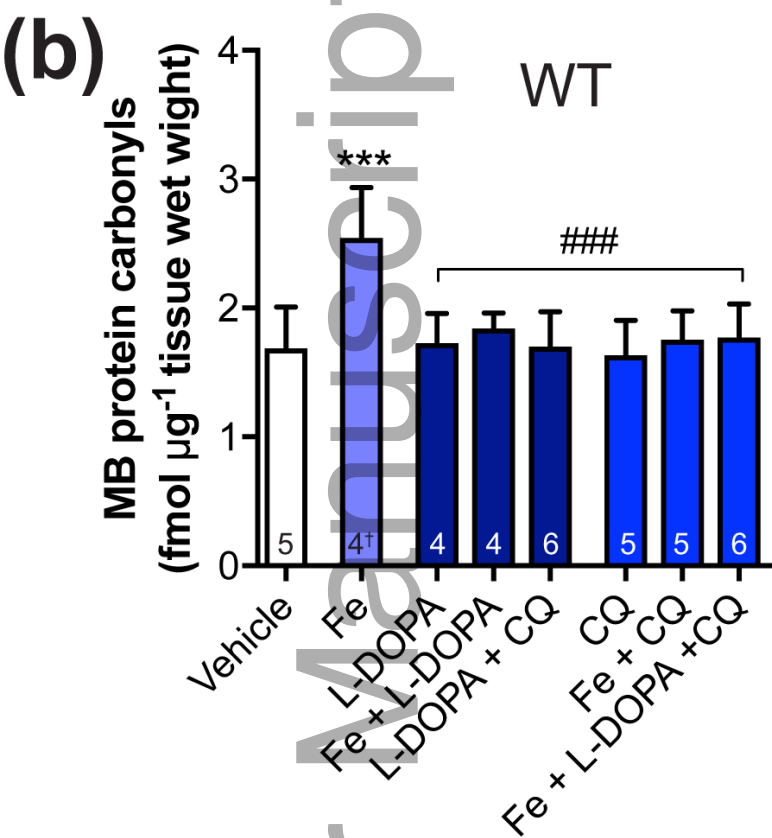 (b)
WT
MB protein carbonyls
(fmol µg⁻¹ tissue wet wight)
4
3
2
1
0
***
###
5
4†
4
4
6
5
5
6
Vehicle
Fe
L-DOPA
Fe + L-DOPA
L-DOPA + CQ
CQ
Fe + CQ
Fe + L-DOPA +CQ
Manuscrip